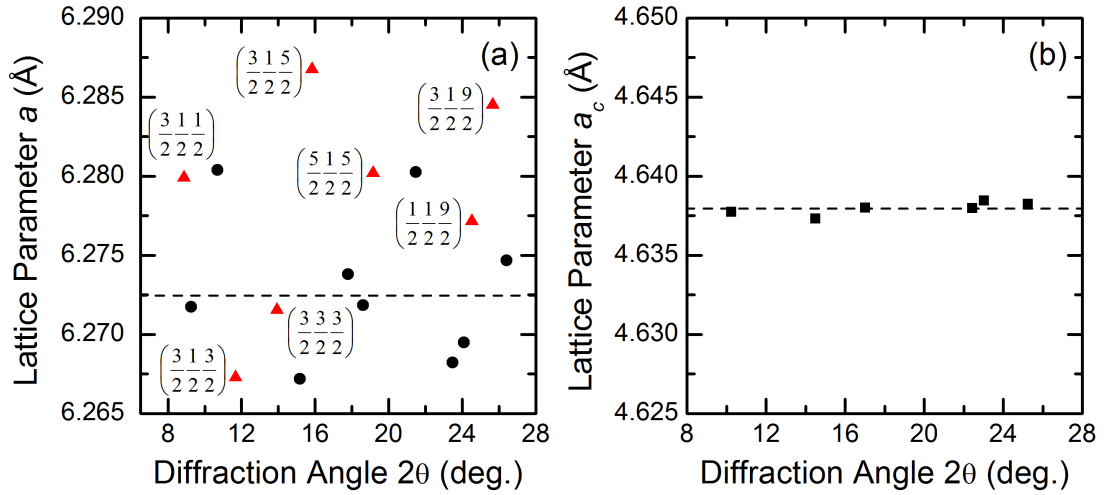 Lattice Parameter a (Å)
6.290
6.285
6.280
6.275
6.270
6.265
(a)
(3/2 1/2 5/2)
(3/2 1/2 9/2)
(3/2 1/2 1/2)
(5/2 1/2 5/2)
(1/2 1/2 9/2)
(3/2 3/2 3/2)
(3/2 1/2 3/2)
8 12 16 20 24 28
Diffraction Angle 2θ (deg.)
Lattice Parameter a_c (Å)
4.650
4.645
4.640
4.635
4.630
4.625
(b)
8 12 16 20 24 28
Diffraction Angle 2θ (deg.)